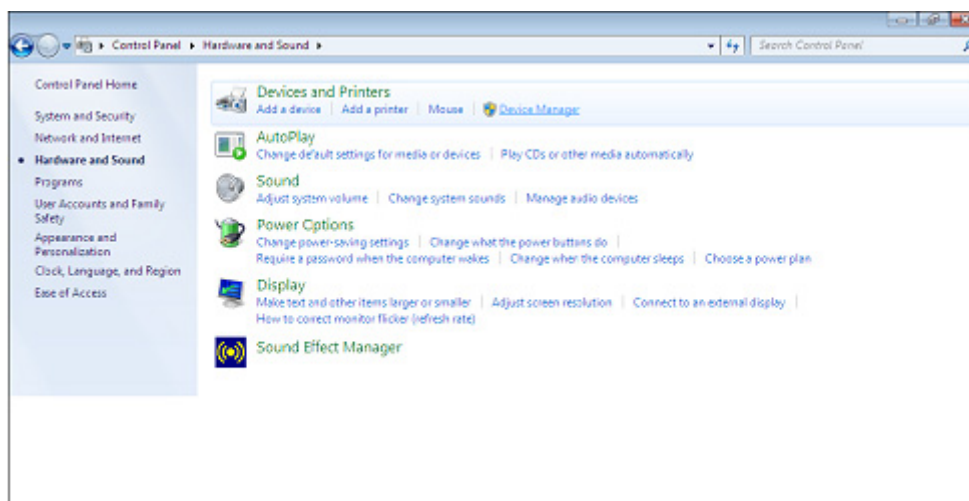 Control Panel ▸ Hardware and Sound ▸
Search Control Panel
Control Panel Home
System and Security
Network and Internet
Hardware and Sound
Programs
User Accounts and Family
Safety
Appearance and
Personalization
Clock, Language, and Region
Ease of Access
Devices and Printers
Add a device | Add a printer | Mouse | Device Manager
AutoPlay
Change default settings for media or devices | Play CDs or other media automatically
Sound
Adjust system volume | Change system sounds | Manage audio devices
Power Options
Change power-saving settings | Change what the power buttons do |
Require a password when the computer wakes | Change when the computer sleeps | Choose a power plan
Display
Make text and other items larger or smaller | Adjust screen resolution | Connect to an external display |
How to correct monitor flicker (refresh rate)
Sound Effect Manager